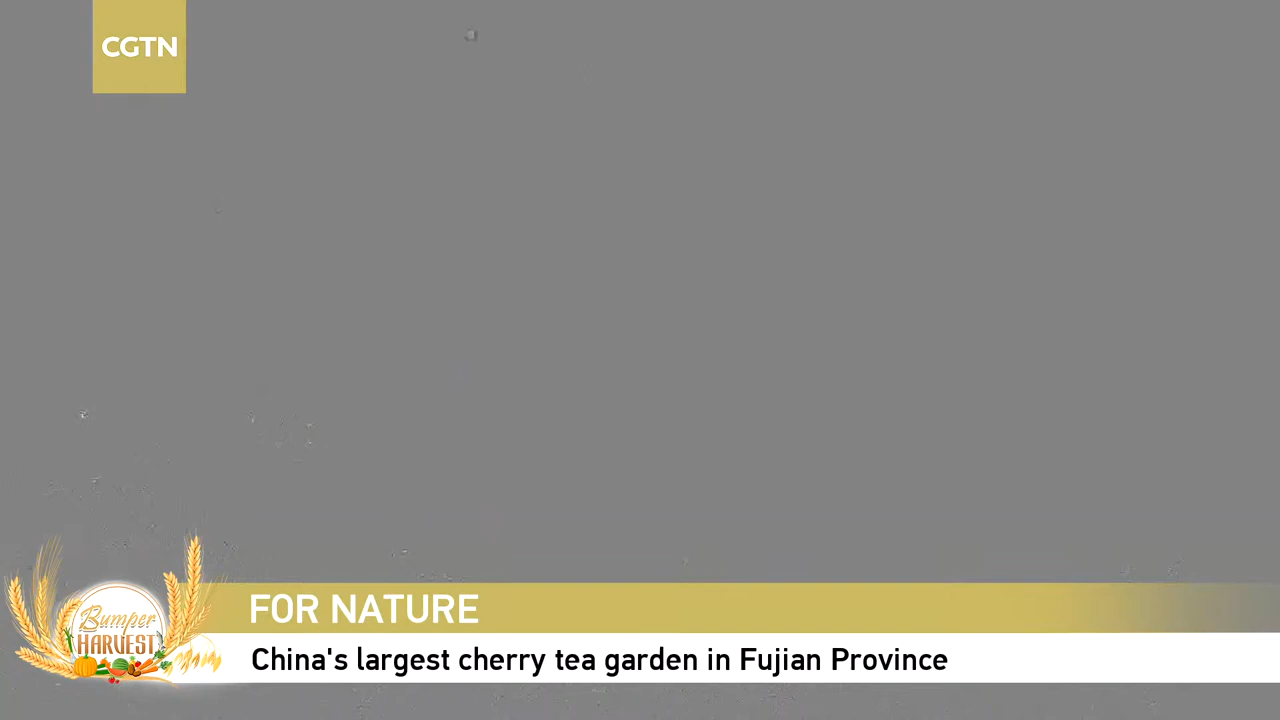 CGTN
FOR NATURE
Bumper
HARVEST
China's largest cherry tea garden in Fujian Province